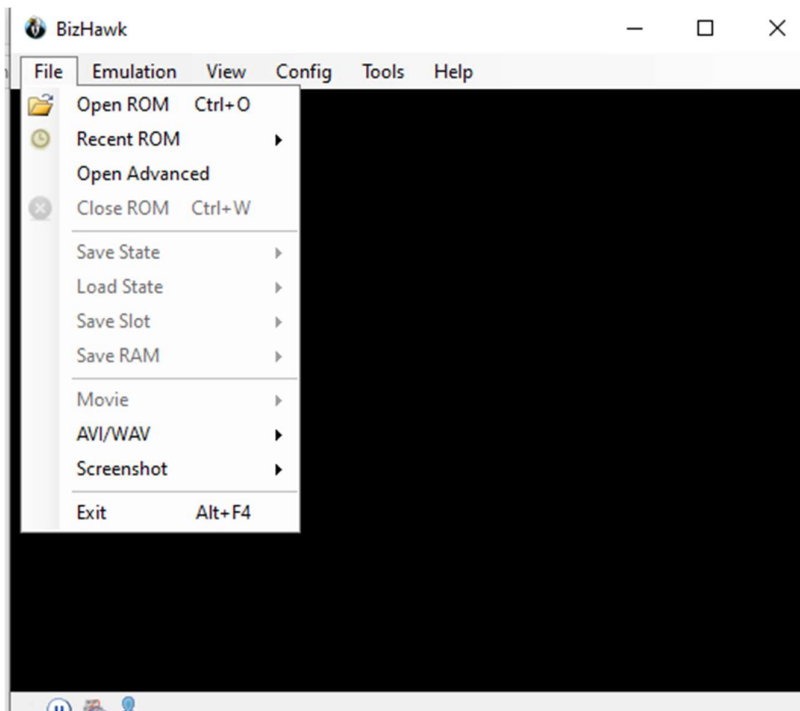 BizHawk
File Emulation View Config Tools Help
Open ROM Ctrl+O
Recent ROM
Open Advanced
Close ROM Ctrl+W
Save State
Load State
Save Slot
Save RAM
Movie
AVI/WAV
Screenshot
Exit Alt+F4